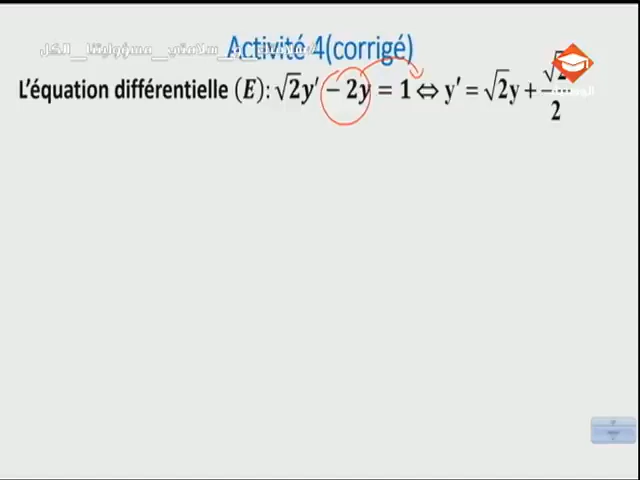 Activité 4(corrigé)
L'équation différentielle (E): √2y′ − 2y = 1 ⇔ y′ = √2y + √2/2